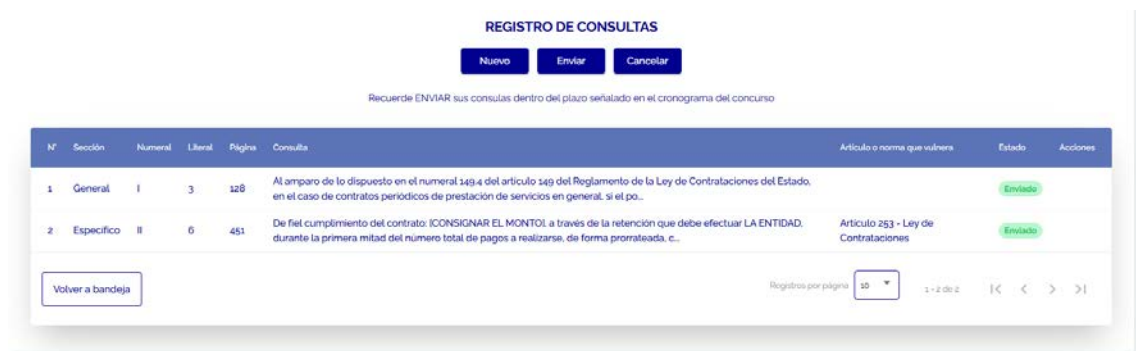 REGISTRO DE CONSULTAS
Nuevo Enviar Cancelar
Recuerde ENVIAR sus consulas dentro del plazo señalado en el cronograma del concurso
N° Sección Numeral Literal Página Consulta Artículo o norma que vulnera Estado Acciones
1 General I 3 128 Al amparo de lo dispuesto en el numeral 149.4 del artículo 149 del Reglamento de la Ley de Contrataciones del Estado, Enviado
en el caso de contratos periódicos de prestación de servicios en general, si el po...
2 Específico II 6 451 De fiel cumplimiento del contrato: [CONSIGNAR EL MONTO], a través de la retención que debe efectuar LA ENTIDAD, Artículo 253 - Ley de Enviado
durante la primera mitad del número total de pagos a realizarse, de forma prorrateada, c... Contrataciones
Volver a bandeja Registros por página 10 1 - 2 de 2